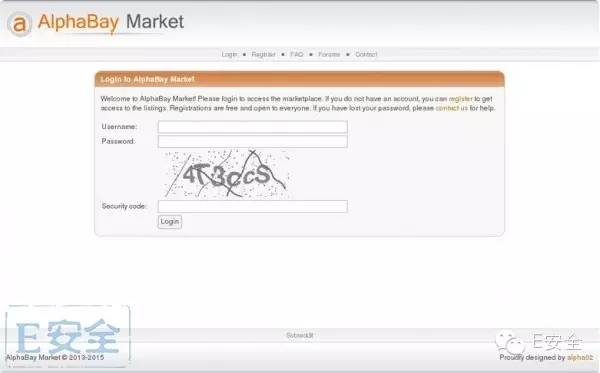 a AlphaBay Market
Login ■ Register ■ FAQ ■ Forums ■ Contact
Login to AlphaBay Market
Welcome to AlphaBay Market! Please login to access the marketplace. If you do not have an account, you can register to get
access to the listings. Registrations are free and open to everyone. If you have lost your password, please contact us for help.
Username:
Password:
4T3ccS
Security code:
Login
E安全
Subreddit
E安全
AlphaBay Market © 2013-2015
Proudly designed by alpha02